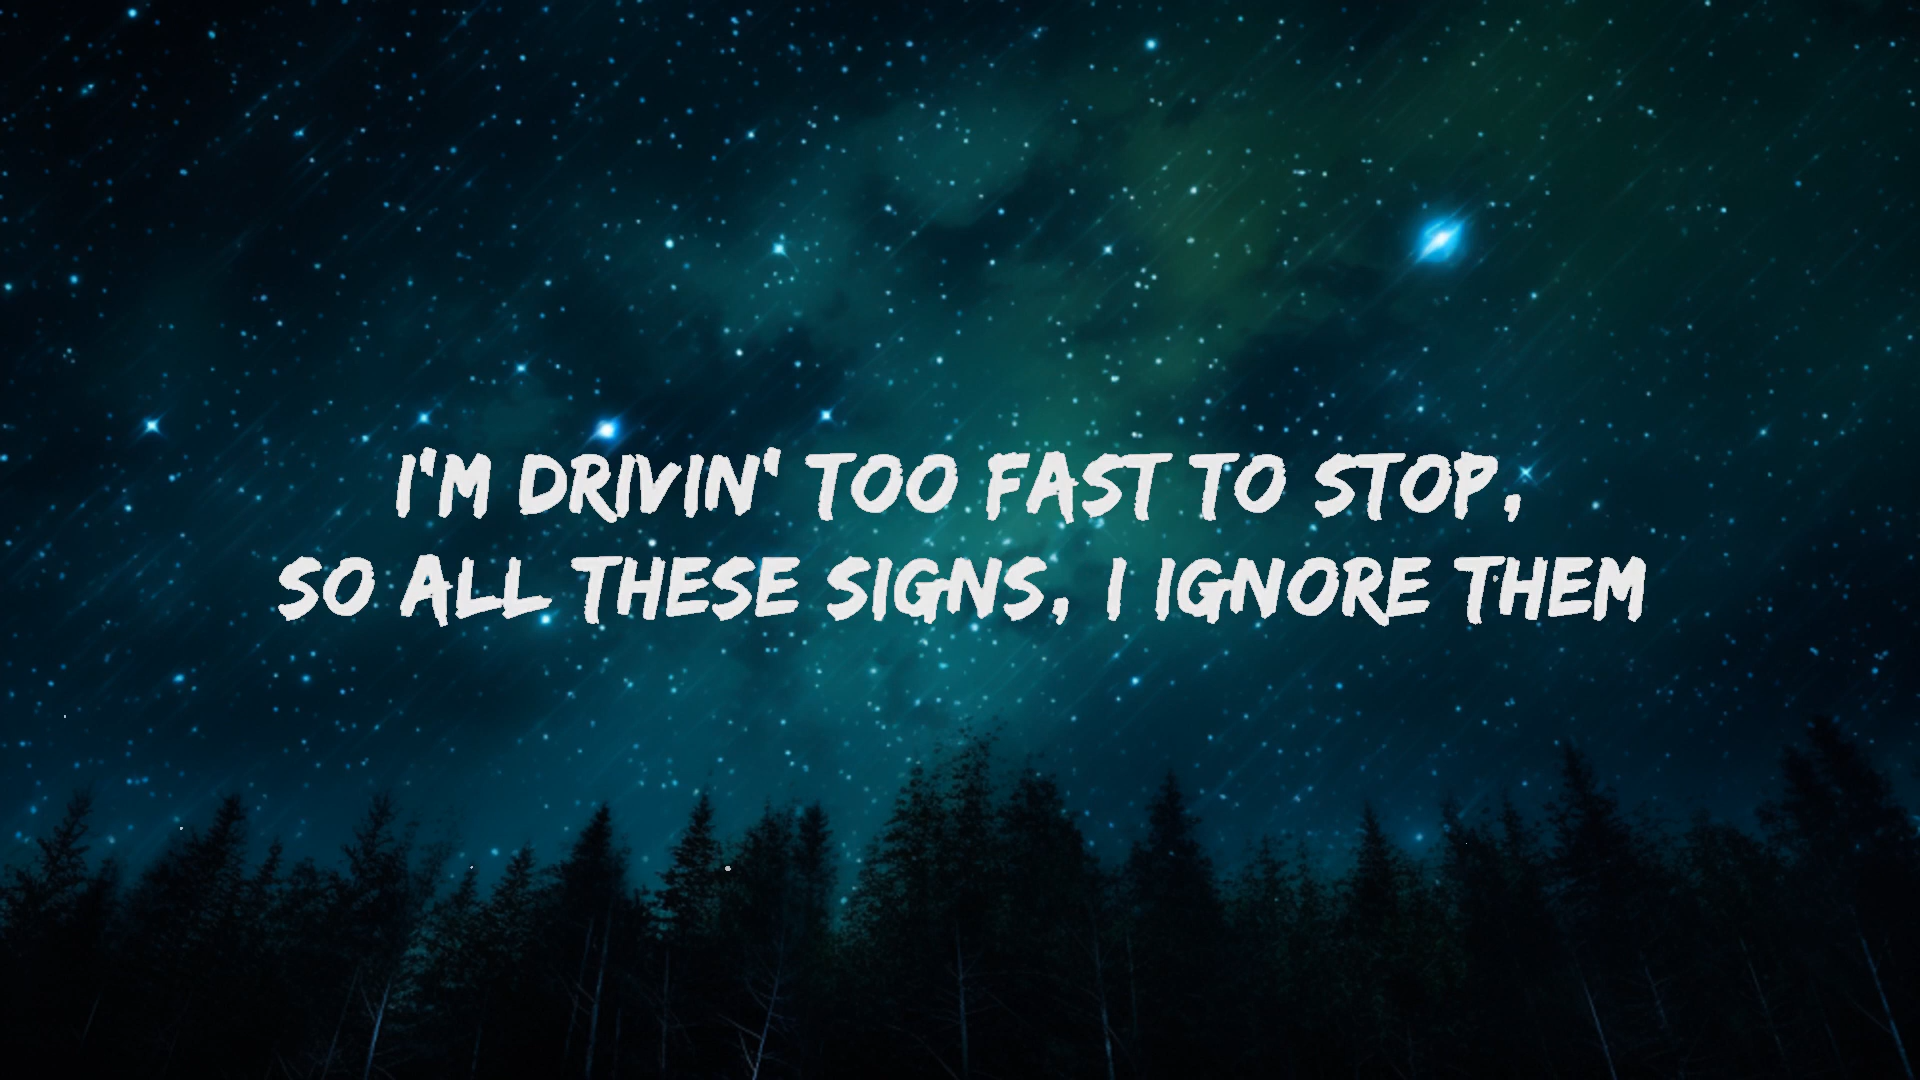 I'M DRIVIN' TOO FAST TO STOP,
SO ALL THESE SIGNS, I IGNORE THEM